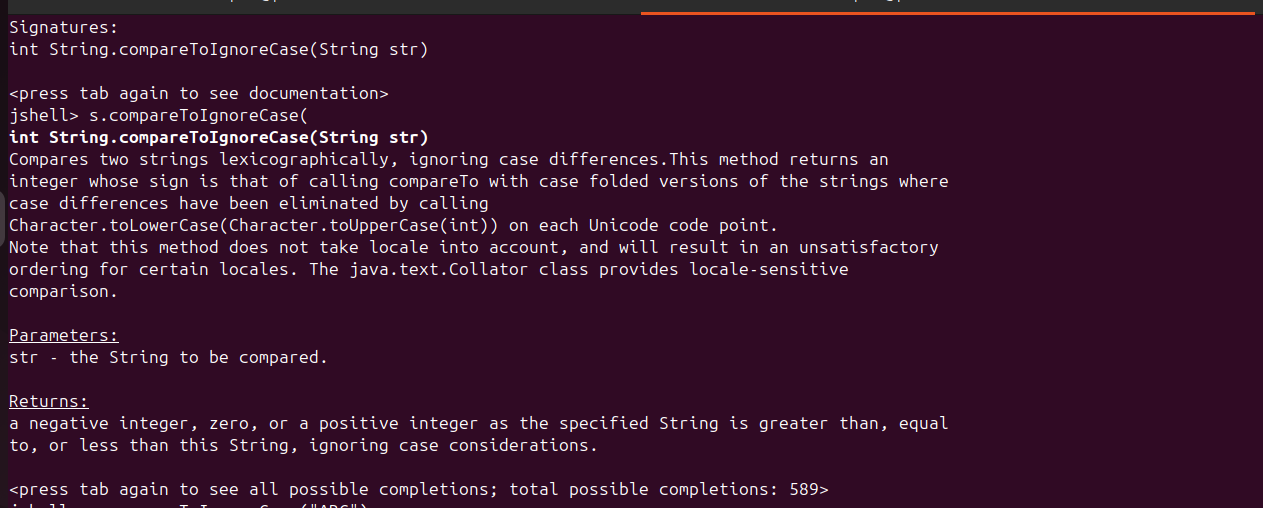 Signatures:
int String.compareToIgnoreCase(String str)
<press tab again to see documentation>
jshell> s.compareToIgnoreCase(
int String.compareToIgnoreCase(String str)
Compares two strings lexicographically, ignoring case differences.This method returns an
integer whose sign is that of calling compareTo with case folded versions of the strings where
case differences have been eliminated by calling
Character.toLowerCase(Character.toUpperCase(int)) on each Unicode code point.
Note that this method does not take locale into account, and will result in an unsatisfactory
ordering for certain locales. The java.text.Collator class provides locale-sensitive
comparison.
Parameters:
str - the String to be compared.
Returns:
a negative integer, zero, or a positive integer as the specified String is greater than, equal
to, or less than this String, ignoring case considerations.
<press tab again to see all possible completions; total possible completions: 589>